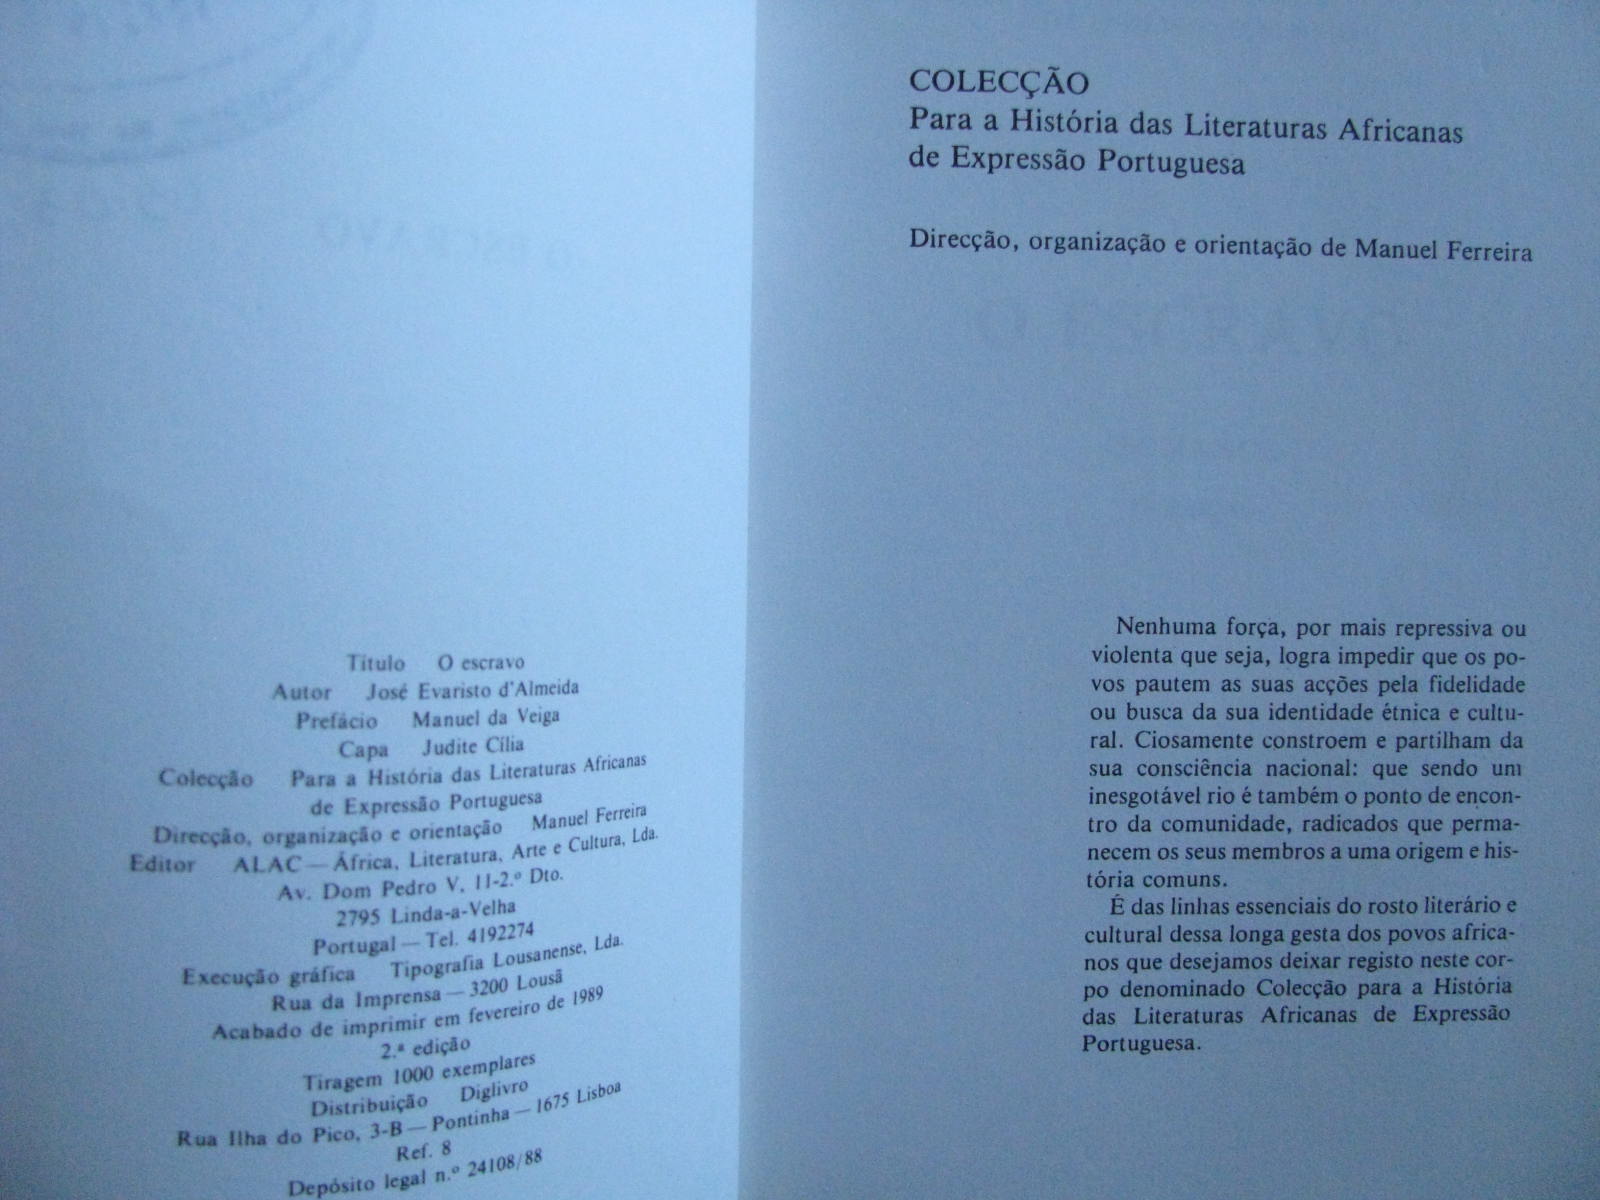 Título O escravo
Autor José Evaristo d'Almeida
Prefácio Manuel da Veiga
Capa Judite Cília
Colecção Para a História das Literaturas Africanas
de Expressão Portuguesa
Direcção, organização e orientação Manuel Ferreira
Editor ALAC — África, Literatura, Arte e Cultura, Lda.
Av. Dom Pedro V, 11-2.º Dto.
2795 Linda-a-Velha
Portugal — Tel. 4192274
Execução gráfica Tipografia Lousanense, Lda.
Rua da Imprensa — 3200 Lousã
Acabado de imprimir em fevereiro de 1989
2.ª edição
Tiragem 1000 exemplares
Distribuição Diglivro
Rua Ilha do Pico, 3-B — Pontinha — 1675 Lisboa
Ref. 8
Depósito legal n.º 24108/88
COLECÇÃO
Para a História das Literaturas Africanas
de Expressão Portuguesa
Direcção, organização e orientação de Manuel Ferreira
Nenhuma força, por mais repressiva ou
violenta que seja, logra impedir que os po-
vos pautem as suas acções pela fidelidade
ou busca da sua identidade étnica e cultu-
ral. Ciosamente constroem e partilham da
sua consciência nacional: que sendo um
inesgotável rio é também o ponto de encon-
tro da comunidade, radicados que perma-
necem os seus membros a uma origem e his-
tória comuns.
É das linhas essenciais do rosto literário e
cultural dessa longa gesta dos povos africa-
nos que desejamos deixar registo neste cor-
po denominado Colecção para a História
das Literaturas Africanas de Expressão
Portuguesa.